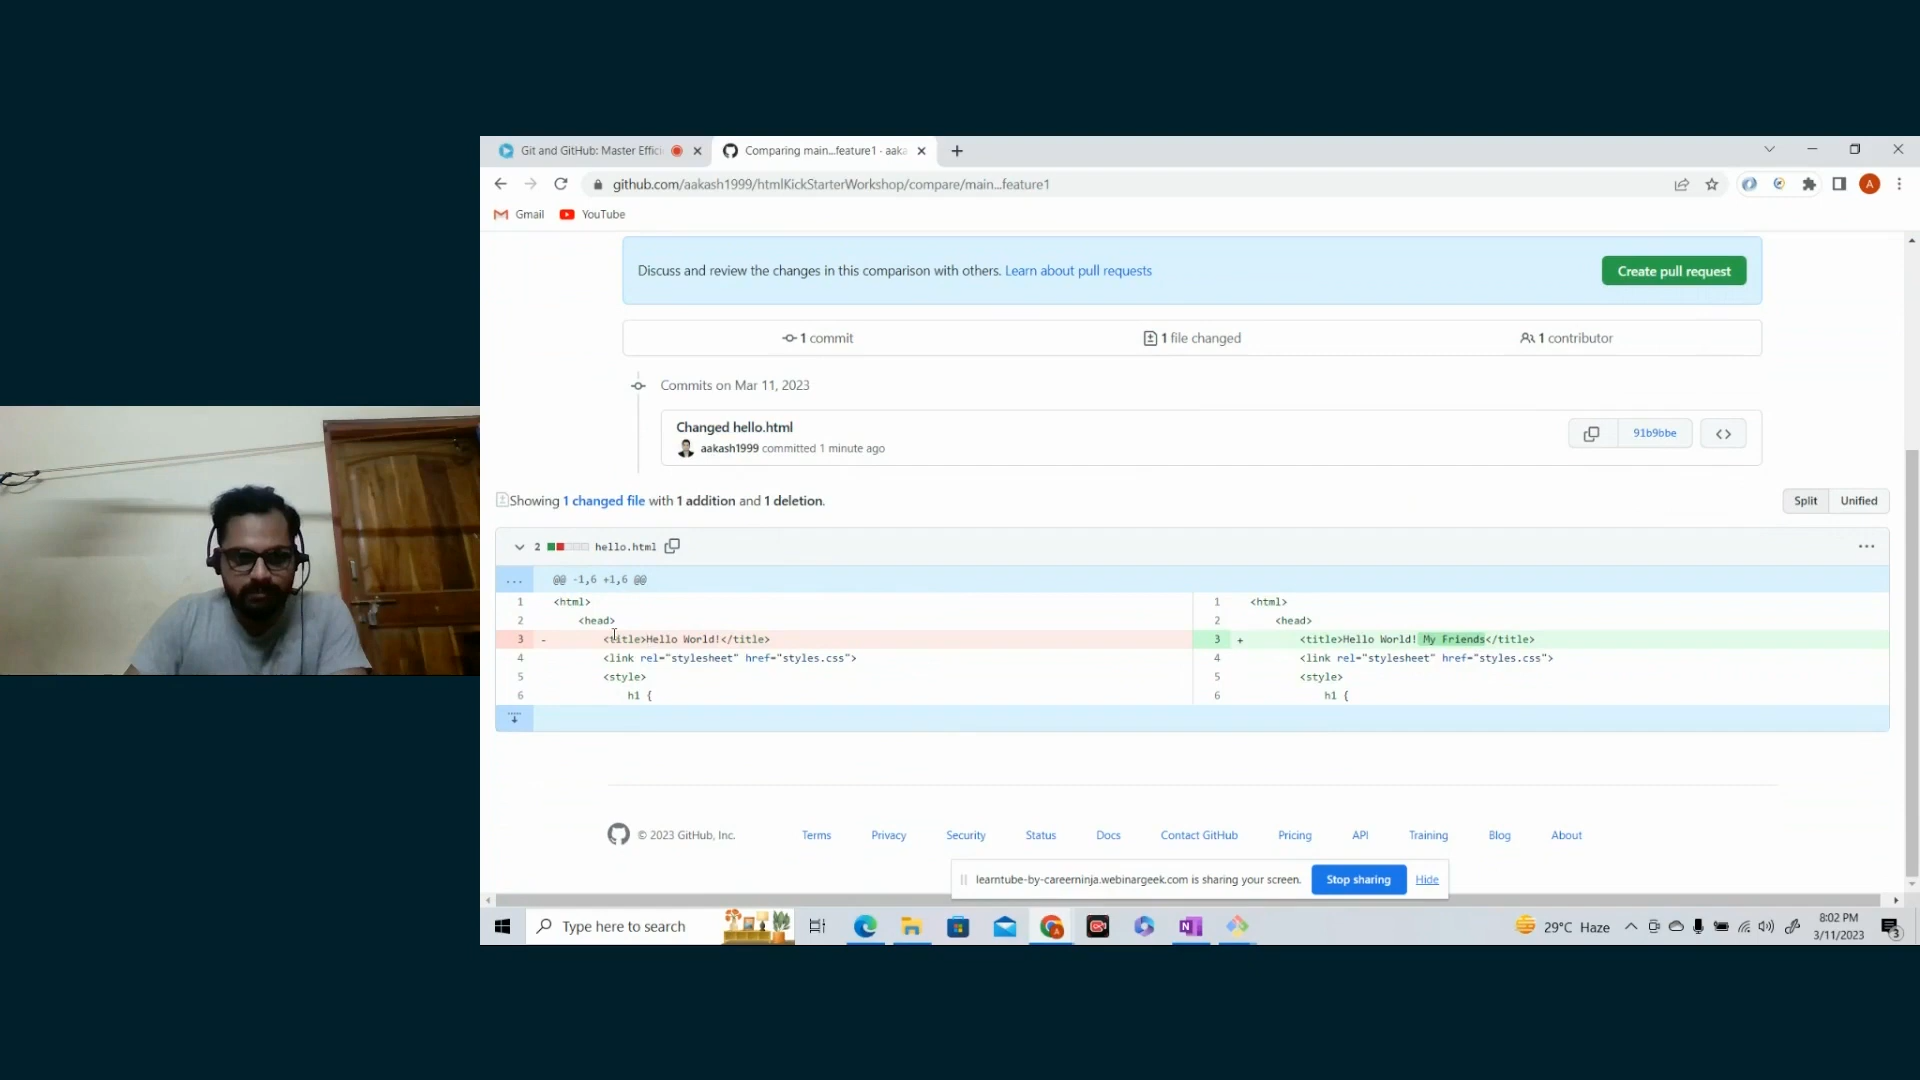 Git and GitHub: Master Effici
Comparing main...feature1 · aaka
github.com/aakash1999/htmlKickStarterWorkshop/compare/main...feature1
A
Gmail
YouTube
Discuss and review the changes in this comparison with others. Learn about pull requests
Create pull request
1 commit
1 file changed
1 contributor
Commits on Mar 11, 2023
Changed hello.html
aakash1999 committed 1 minute ago
91b9bbe
Showing 1 changed file with 1 addition and 1 deletion.
Split
Unified
2
hello.html
...
@@ -1,6 +1,6 @@
1 <html>
2 <head>
3 - <title>Hello World!</title>
4 <link rel="stylesheet" href="styles.css">
5 <style>
6 h1 {
1 <html>
2 <head>
3 + <title>Hello World! My Friends</title>
4 <link rel="stylesheet" href="styles.css">
5 <style>
6 h1 {
© 2023 GitHub, Inc.
Terms
Privacy
Security
Status
Docs
Contact GitHub
Pricing
API
Training
Blog
About
learntube-by-careerninja.webinargeek.com is sharing your screen.
Stop sharing
Hide
Type here to search
29°C Haze
8:02 PM
3/11/2023
3